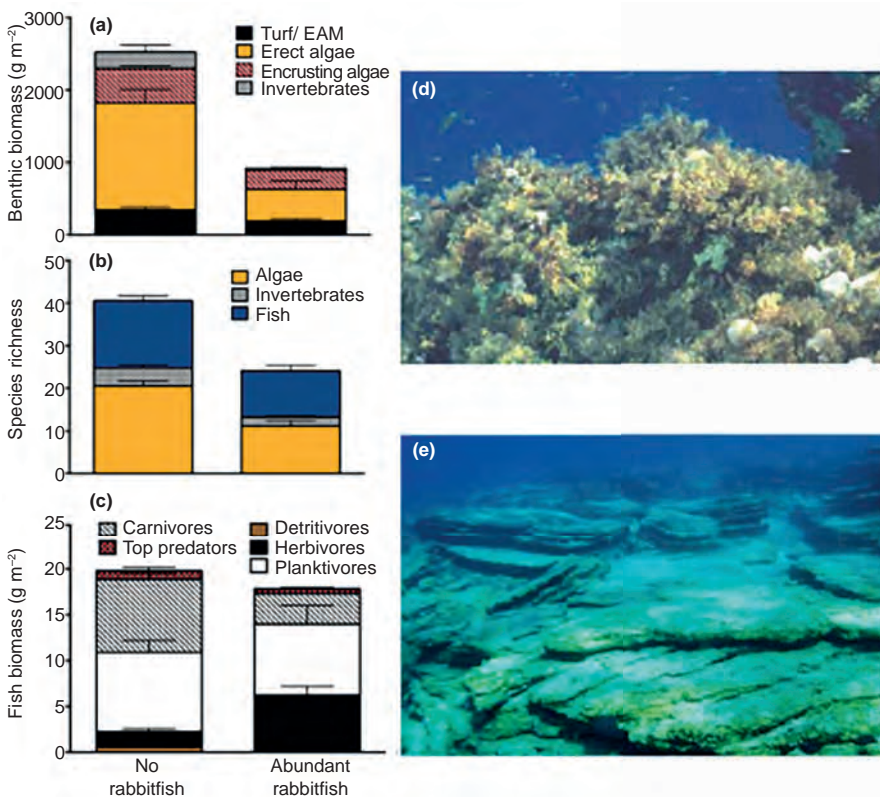 (a)
3000
2000
1000
0
Benthic biomass (g m⁻²)
Turf/ EAM
Erect algae
Encrusting algae
Invertebrates
(b)
50
40
30
20
10
0
Species richness
Algae
Invertebrates
Fish
(c)
25
20
15
10
5
0
Fish biomass (g m⁻²)
Carnivores
Top predators
Detritivores
Herbivores
Planktivores
No
rabbitfish
Abundant
rabbitfish
(d)
(e)